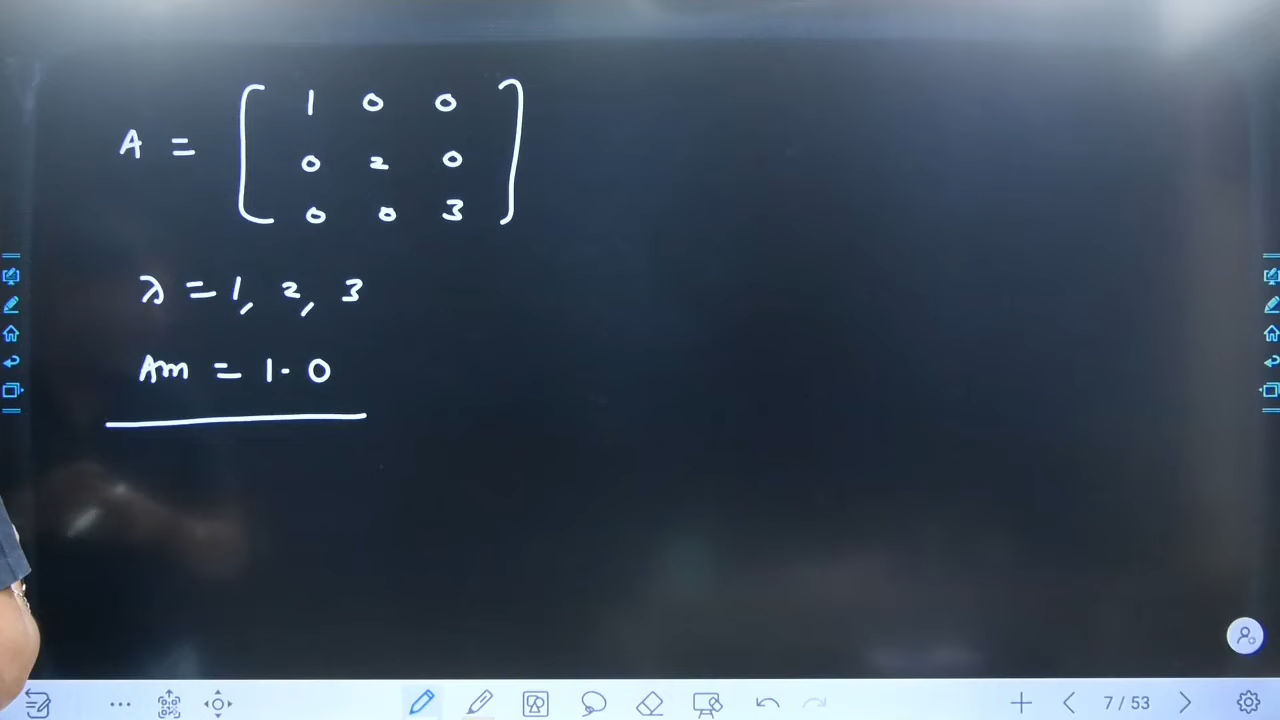 A = [ 1 0 0
0 2 0
0 0 3 ]
λ = 1, 2, 3
Am = 1· 0
7 / 53